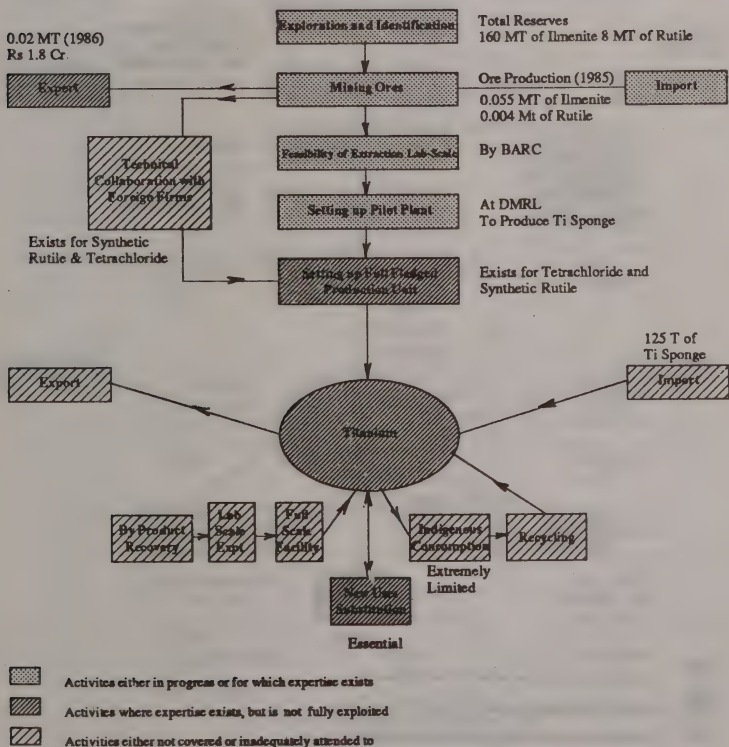 Exploration and Identification
Total Reserves
160 MT of Ilmenite 8 MT of Rutile
0.02 MT (1986)
Rs 1.8 Cr.
Export
Mining Ores
Ore Production (1985)
0.055 MT of Ilmenite
0.004 Mt of Rutile
Import
Technical
Collaboration with
Foreign Firms
Exists for Synthetic
Rutile & Tetrachloride
Feasibility of Extraction Lab-Scale
By BARC
Setting up Pilot Plant
At DMRL
To Produce Ti Sponge
Setting up Full Fledged
Production Unit
Exists for Tetrachloride and
Synthetic Rutile
125 T of
Ti Sponge
Export
Import
Titanium
By Product
Recovery
Lab
Scale
Expt
Full
Scale
Facility
Indigenous
Consumption
Recycling
Extremely
Limited
New Uses
Substitution
Essential
Activites either in progress or for which expertise exists
Activites where expertise exists, but is not fully exploited
Activities either not covered or inadequately attended to